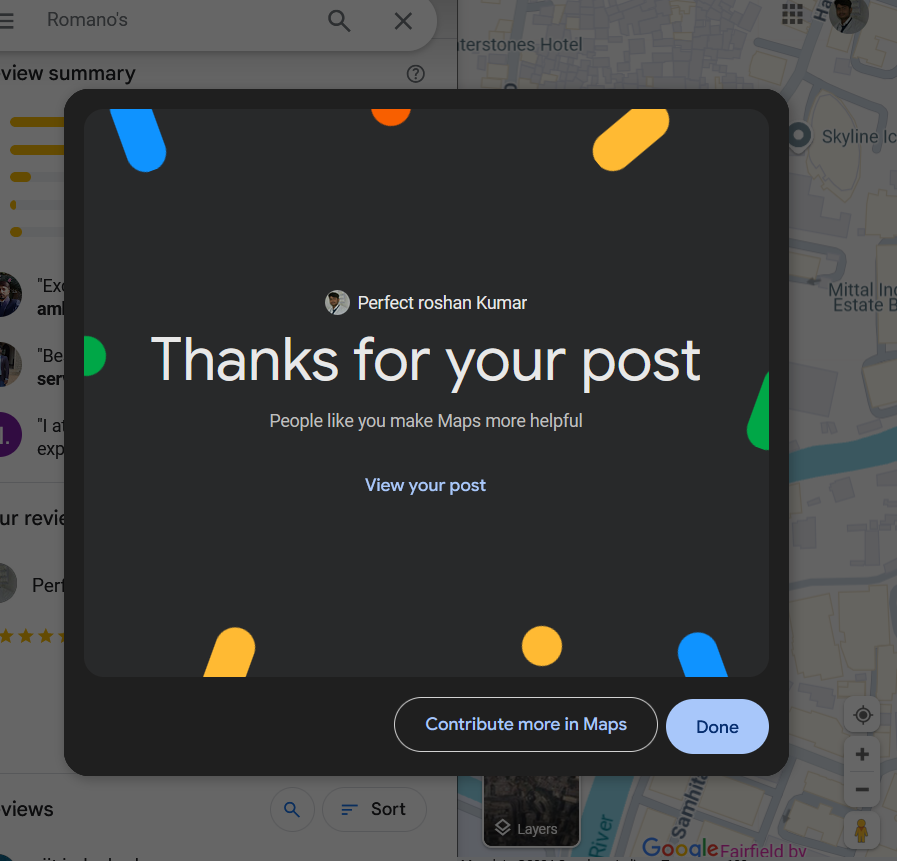 Romano's
view summary
"Exc
"Be
"I at
exp
ur revie
Perf
views
Sort
Perfect roshan Kumar
Thanks for your post
People like you make Maps more helpful
View your post
Contribute more in Maps
Done
terstones Hotel
Ha
Skyline Ic
Mittal Ind
Estate B
Layers
River
Samhita
Google
Fairfield by